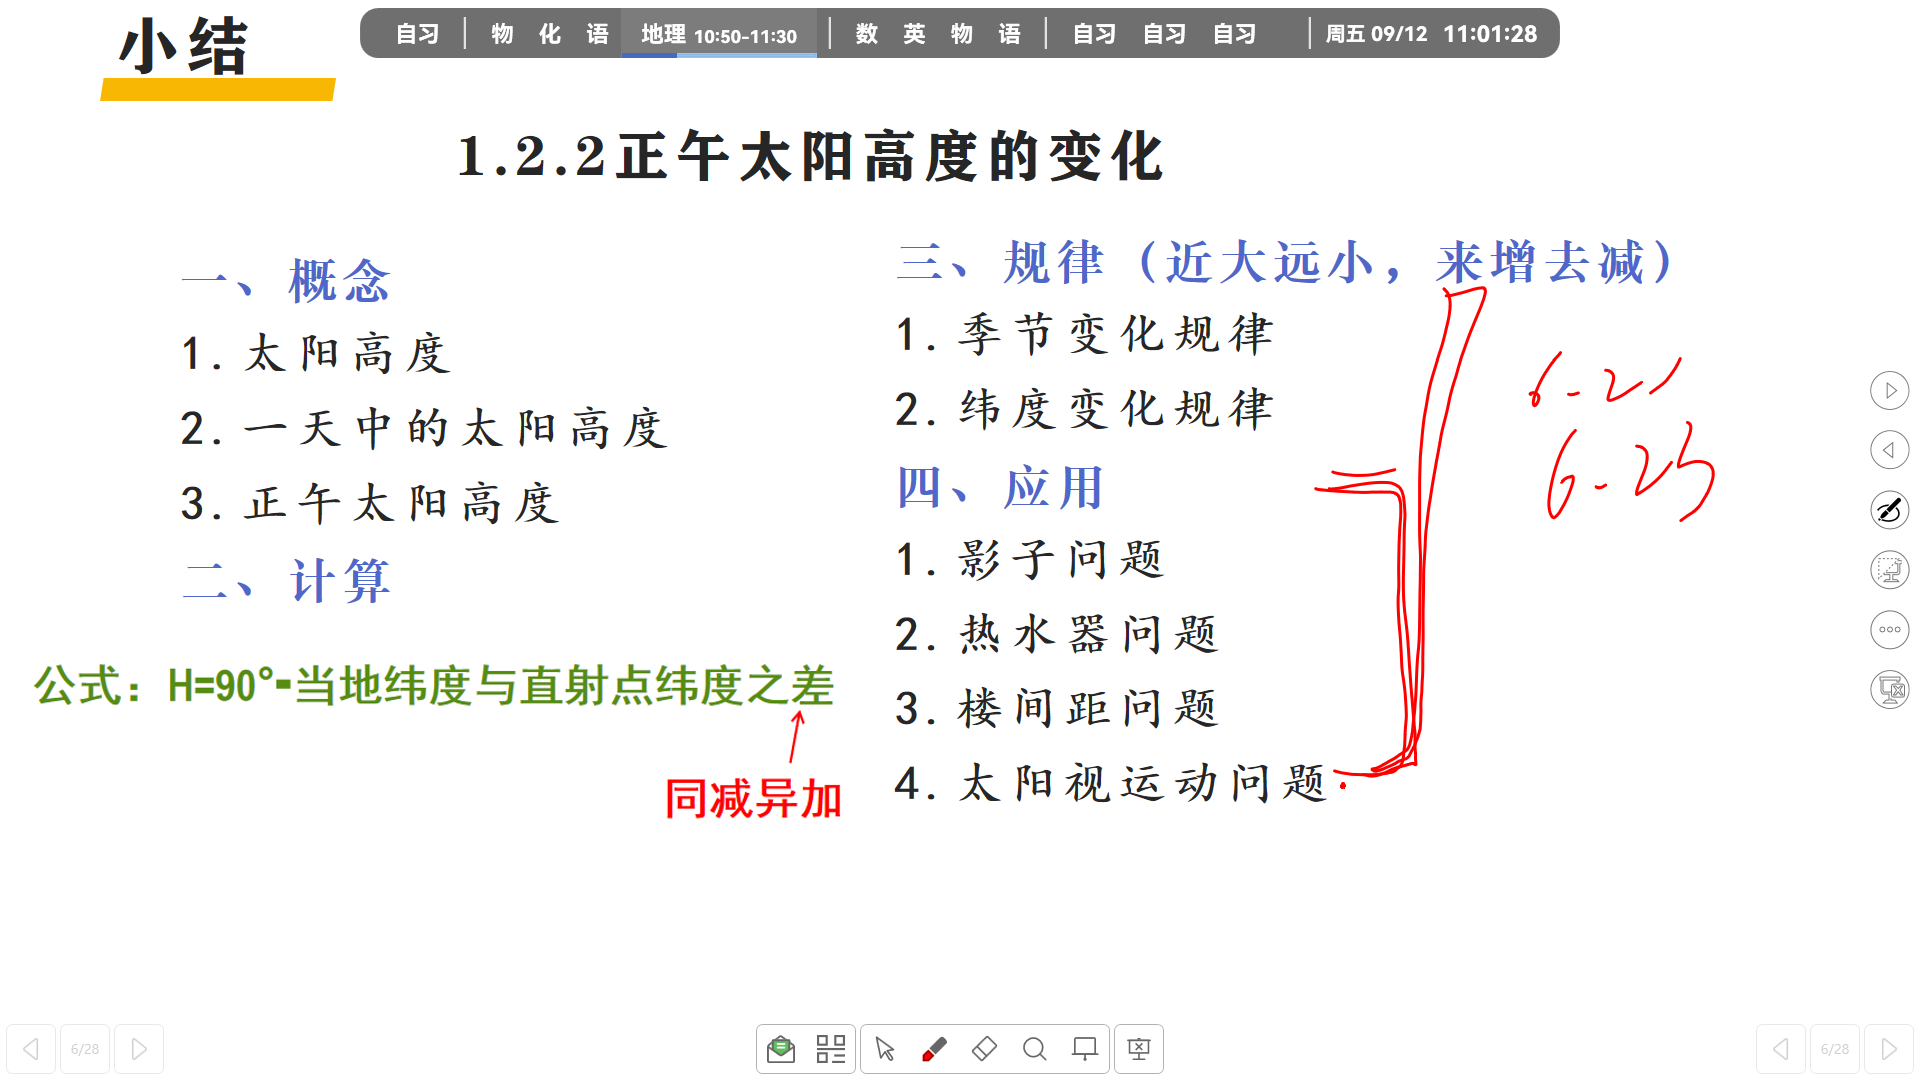 小结
自习 物 化 语 地理 10:50-11:30 数 英 物 语 自习 自习 自习 周五 09/12 11:01:28
1.2.2正午太阳高度的变化
一、概念
1.太阳高度
2.一天中的太阳高度
3.正午太阳高度
二、计算
公式：H=90°-当地纬度与直射点纬度之差
同减异加
三、规律（近大远小，来增去减）
1.季节变化规律
2.纬度变化规律
四、应用
1.影子问题
2.热水器问题
3.楼间距问题
4.太阳视运动问题
6-21
6-23
6/28
6/28